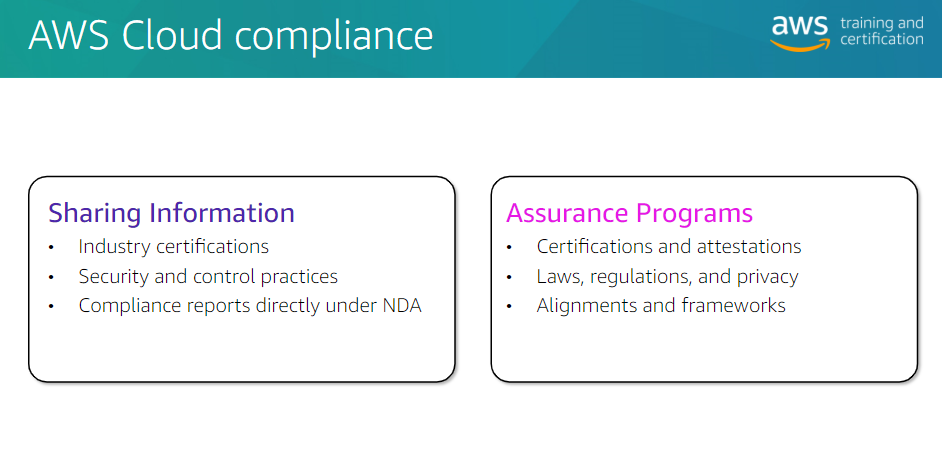 AWS Cloud compliance
aws training and
certification
Sharing Information
• Industry certifications
• Security and control practices
• Compliance reports directly under NDA
Assurance Programs
• Certifications and attestations
• Laws, regulations, and privacy
• Alignments and frameworks